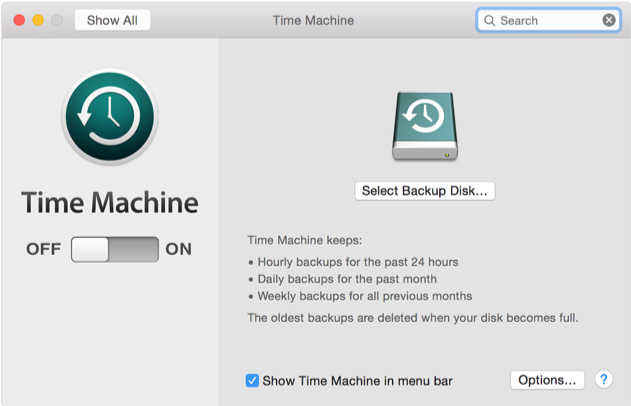 Show All
Time Machine
Search
Time Machine
OFF ON
Select Backup Disk...
Time Machine keeps:
• Hourly backups for the past 24 hours
• Daily backups for the past month
• Weekly backups for all previous months
The oldest backups are deleted when your disk becomes full.
Show Time Machine in menu bar
Options...
?